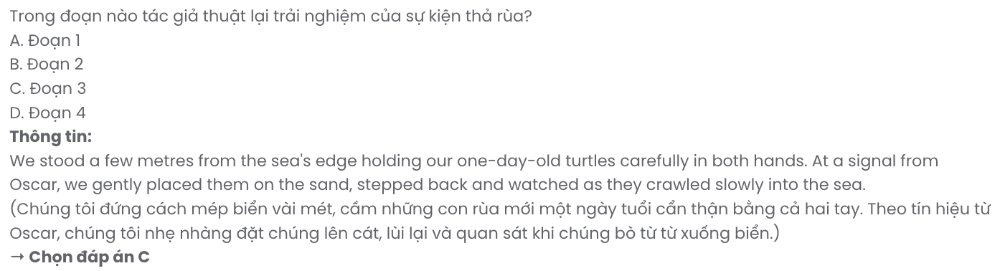 Trong đoạn nào tác giả thuật lại trải nghiệm của sự kiện thả rùa?
A. Đoạn 1
B. Đoạn 2
C. Đoạn 3
D. Đoạn 4
Thông tin:
We stood a few metres from the sea's edge holding our one-day-old turtles carefully in both hands. At a signal from
Oscar, we gently placed them on the sand, stepped back and watched as they crawled slowly into the sea.
(Chúng tôi đứng cách mép biển vài mét, cầm những con rùa mới một ngày tuổi cẩn thận bằng cả hai tay. Theo tín hiệu từ
Oscar, chúng tôi nhẹ nhàng đặt chúng lên cát, lùi lại và quan sát khi chúng bò từ từ xuống biển.)
→ Chọn đáp án C